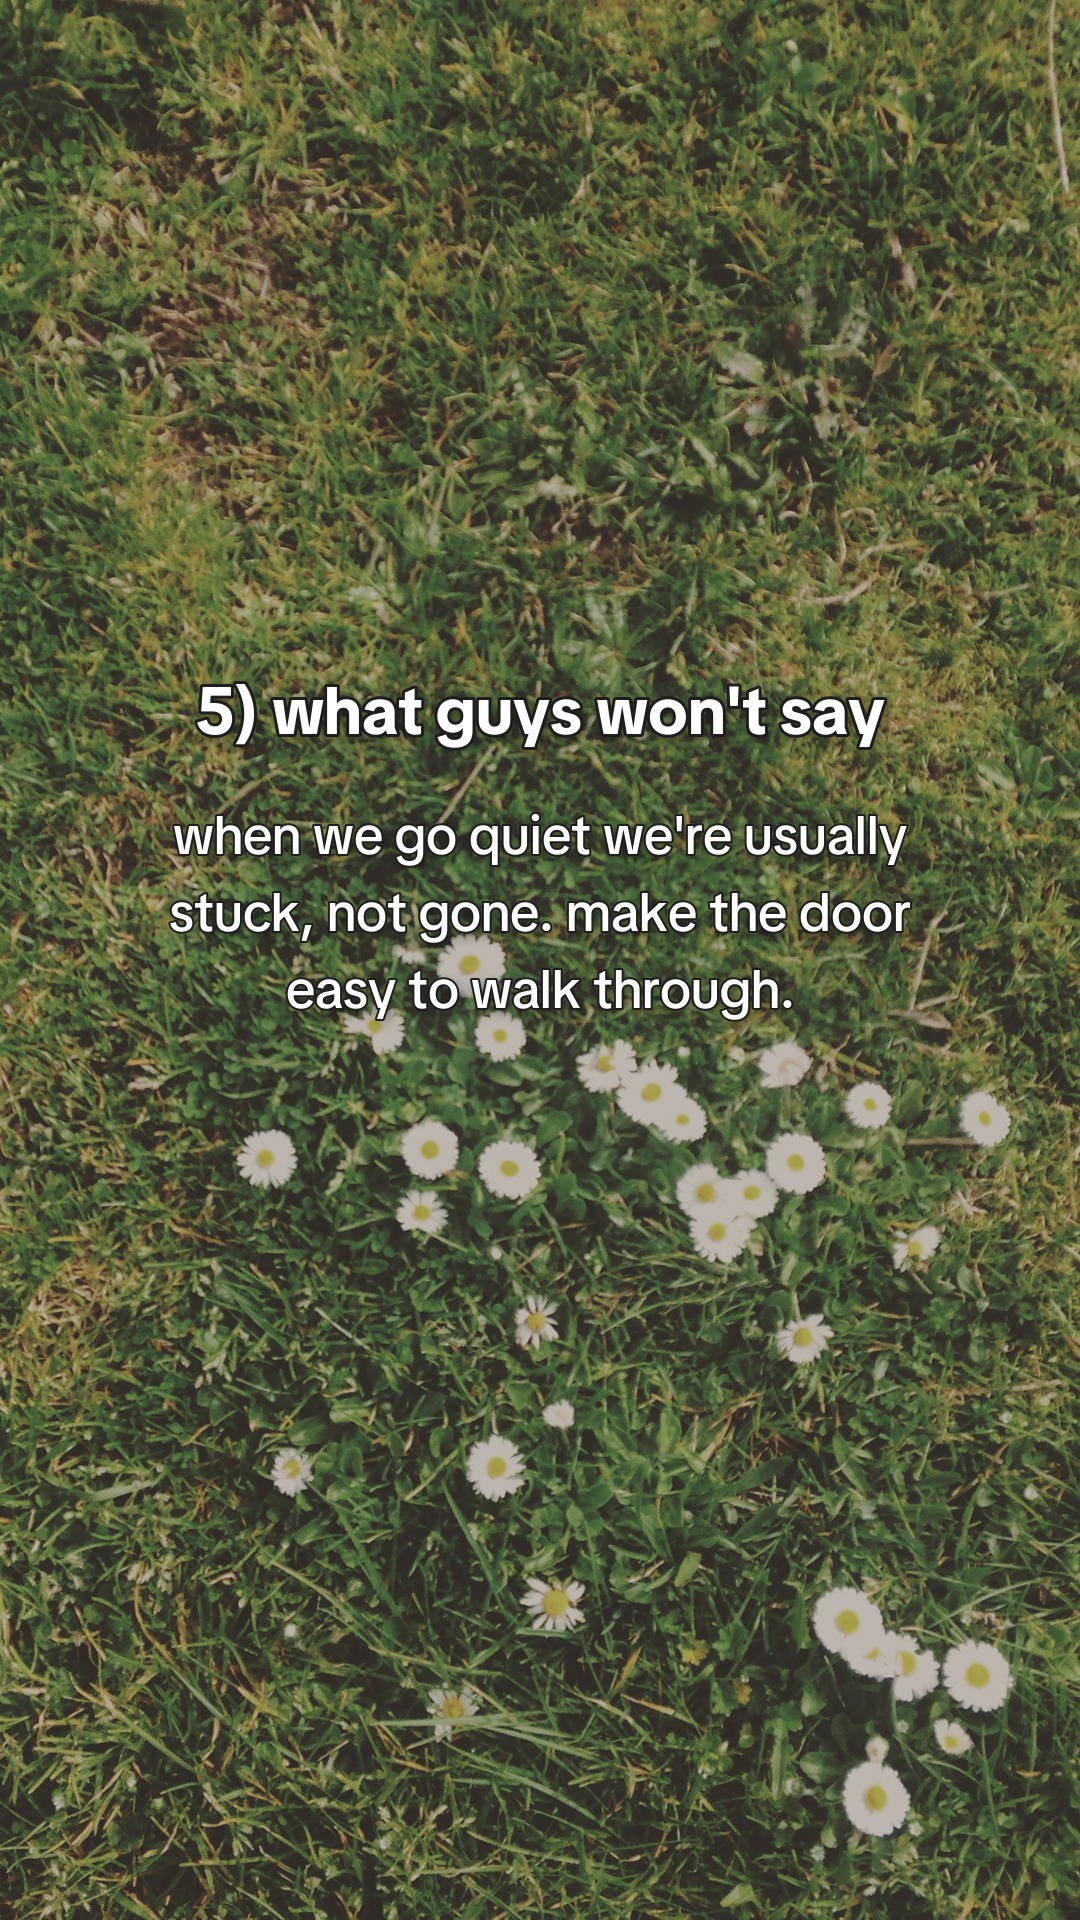 5) what guys won't say
when we go quiet we're usually
stuck, not gone. make the door
easy to walk through.